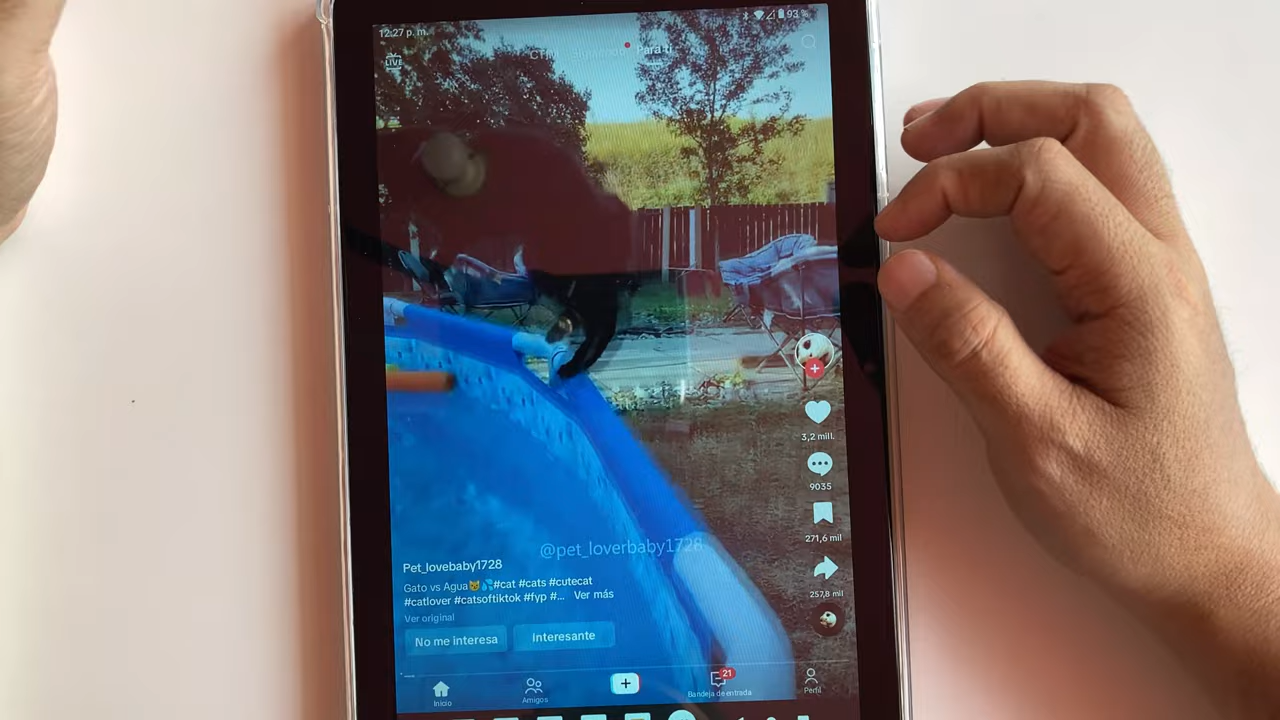 12:27 p. m.
93 %
LIVE
Para ti
3,2 mill.
9035
271,6 mil
257,8 mil
@pet_loverbaby1728
Pet_lovebaby1728
Gato vs Agua😼💦#cat #cats #cutecat
#catlover #catsoftiktok #fyp #... Ver más
Ver original
No me interesa
Interesante
Inicio
Amigos
21
Bandeja de entrada
Perfil